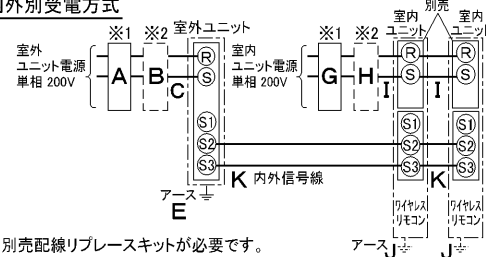 外別受電方式
別売
※1 ※2 室外ユニット
※1 ※2 室内ユニット 室内ユニット
室外
ユニット電源
単相 200V
A B C
R
S
S1
S2
S3
室内
ユニット電源
単相 200V
G H I I
R R
S S
S1 S1
S2 S2
S3 S3
K 内外信号線 K
アース
E
ワイヤレス
リモコン
ワイヤレス
リモコン
アース J J
別売配線リプレースキットが必要です。